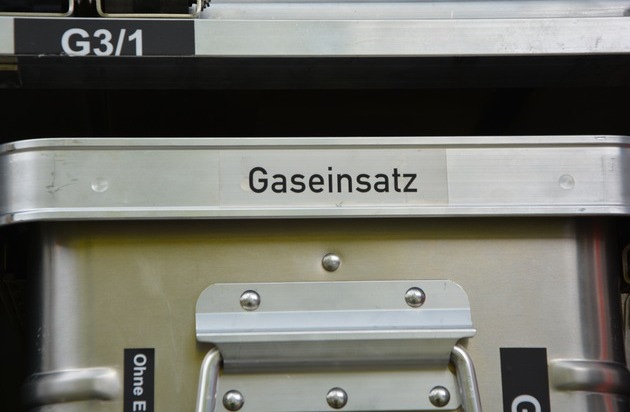 G3/1
Gaseinsatz
Ohne
G